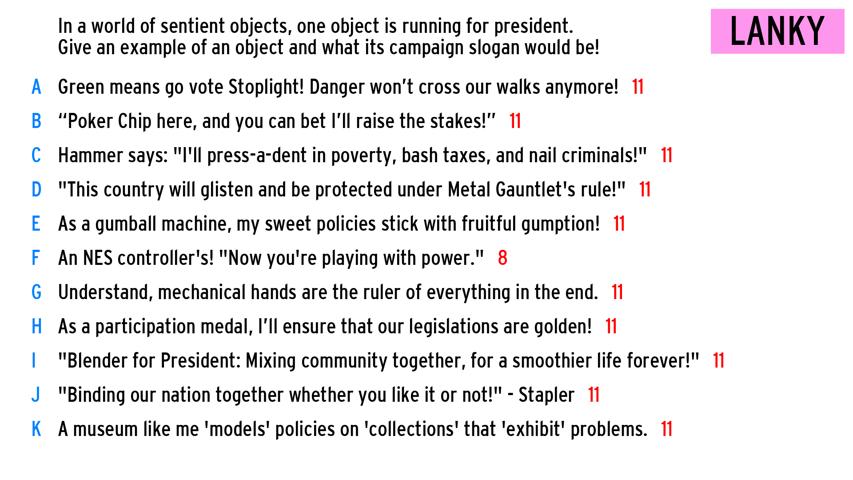 In a world of sentient objects, one object is running for president.
Give an example of an object and what its campaign slogan would be!
LANKY
A Green means go vote Stoplight! Danger won’t cross our walks anymore! 11
B “Poker Chip here, and you can bet I’ll raise the stakes!” 11
C Hammer says: "I'll press-a-dent in poverty, bash taxes, and nail criminals!" 11
D "This country will glisten and be protected under Metal Gauntlet's rule!" 11
E As a gumball machine, my sweet policies stick with fruitful gumption! 11
F An NES controller's! "Now you're playing with power." 8
G Understand, mechanical hands are the ruler of everything in the end. 11
H As a participation medal, I’ll ensure that our legislations are golden! 11
I "Blender for President: Mixing community together, for a smoothier life forever!" 11
J "Binding our nation together whether you like it or not!" - Stapler 11
K A museum like me 'models' policies on 'collections' that 'exhibit' problems. 11